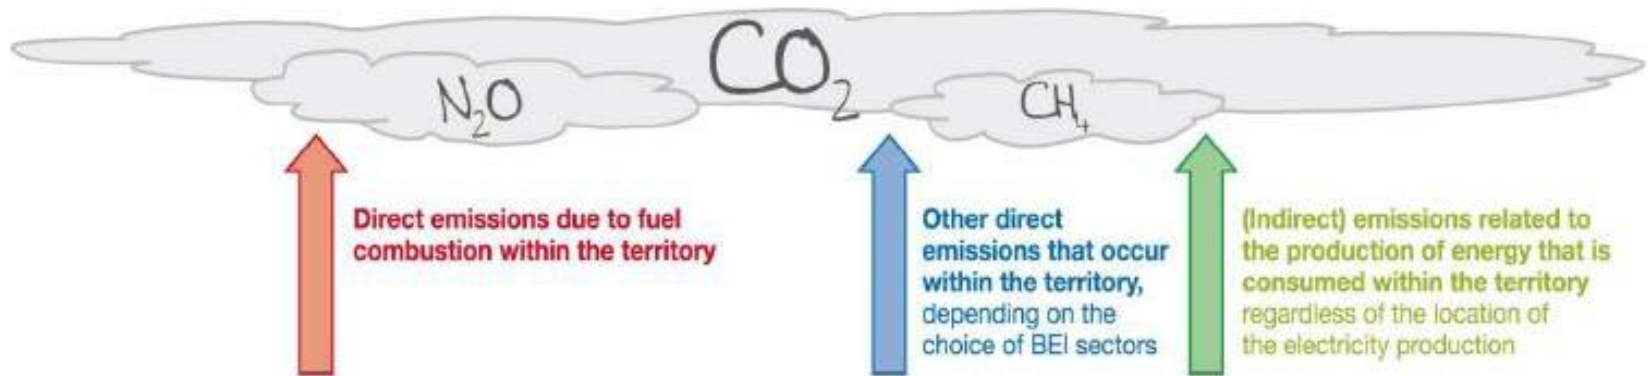 CO₂
N₂O
CH₄
Direct emissions due to fuel
combustion within the territory
Other direct
emissions that occur
within the territory,
depending on the
choice of BEI sectors
(Indirect) emissions related to
the production of energy that is
consumed within the territory
regardless of the location of
the electricity production